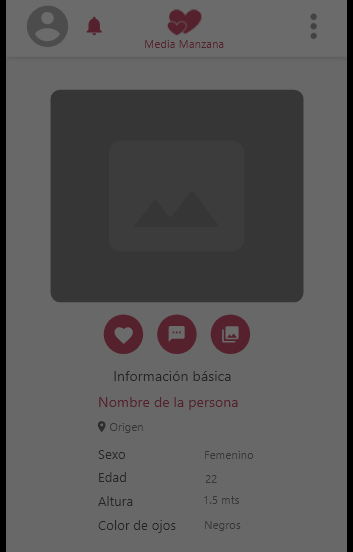 Media Manzana
Información básica
Nombre de la persona
Origen
Sexo Femenino
Edad 22
Altura 1.5 mts
Color de ojos Negros